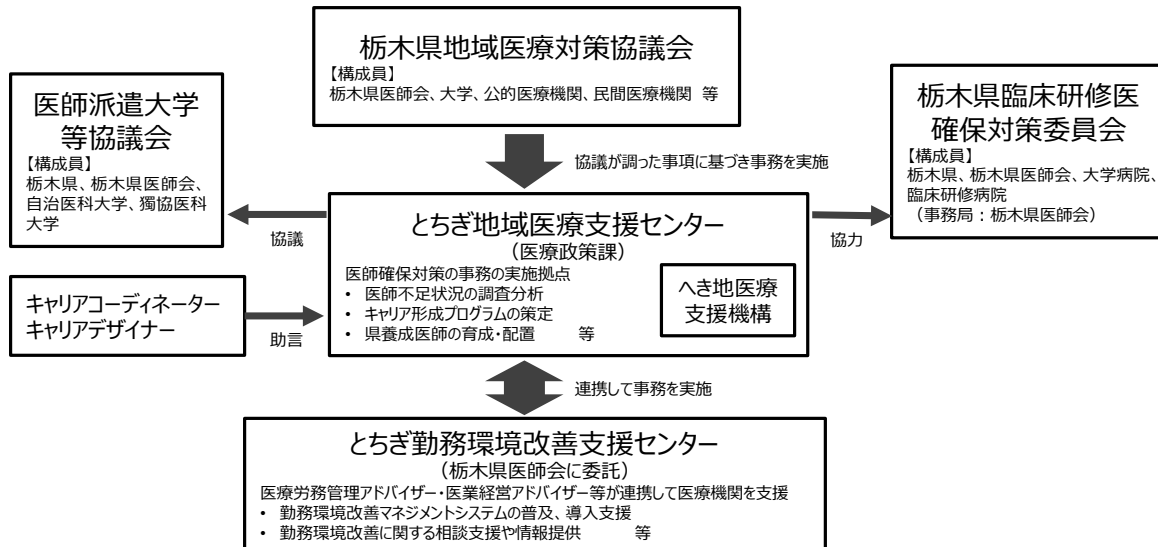 栃木県地域医療対策協議会
【構成員】
栃木県医師会、大学、公的医療機関、民間医療機関 等
医師派遣大学
等協議会
【構成員】
栃木県、栃木県医師会、
自治医科大学、獨協医科
大学
栃木県臨床研修医
確保対策委員会
【構成員】
栃木県、栃木県医師会、大学病院、
臨床研修病院
（事務局：栃木県医師会）
協議が調った事項に基づき事務を実施
協議
協力
とちぎ地域医療支援センター
（医療政策課）
医師確保対策の事務の実施拠点
• 医師不足状況の調査分析
• キャリア形成プログラムの策定
• 県養成医師の育成・配置 等
へき地医療
支援機構
キャリアコーディネーター
キャリアデザイナー
助言
連携して事務を実施
とちぎ勤務環境改善支援センター
（栃木県医師会に委託）
医療労務管理アドバイザー・医業経営アドバイザー等が連携して医療機関を支援
• 勤務環境改善マネジメントシステムの普及、導入支援
• 勤務環境改善に関する相談支援や情報提供 等